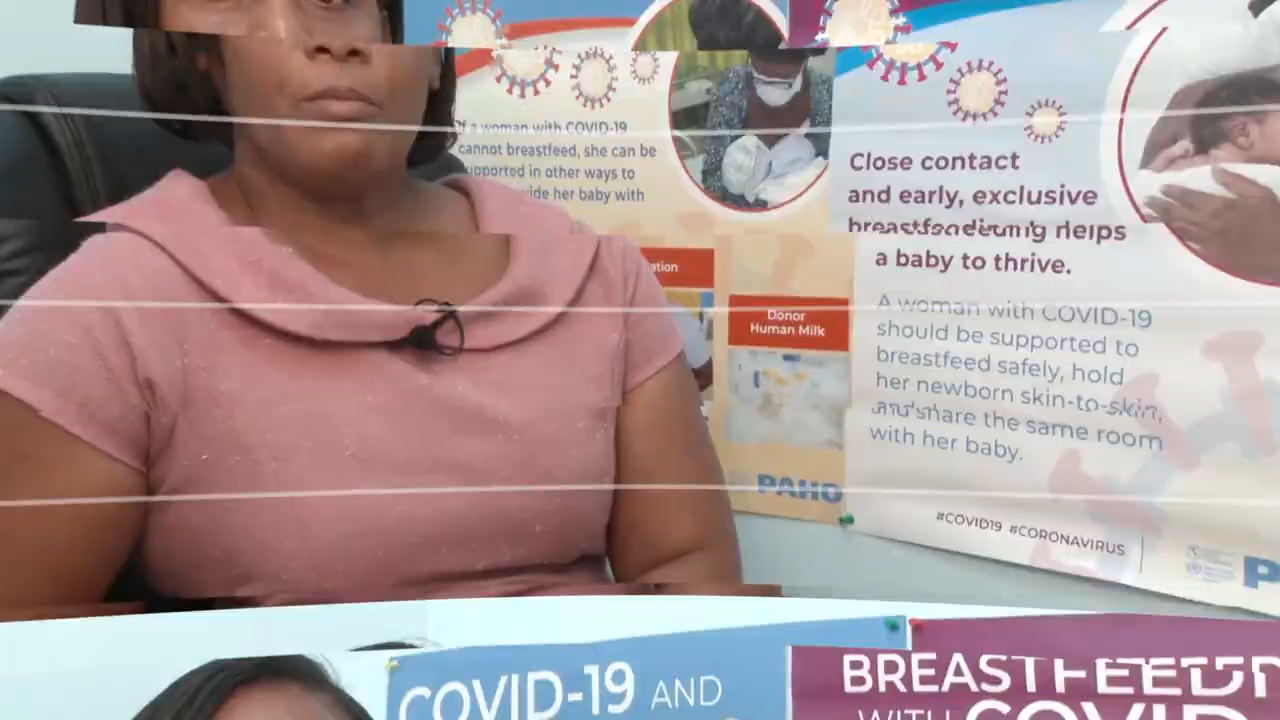 If a woman with COVID-19
cannot breastfeed, she can be
supported in other ways to
her baby with
Donor
Human Milk
PAHO
Close contact
and early, exclusive
helps
a baby to thrive.
A woman with COVID-19
should be supported to
breastfeed safely, hold
her newborn skin-to-skin,
and share the same room
with her baby.
#COVID19 #CORONAVIRUS
COVID-19 AND
BREASTFEED
WITH COVID